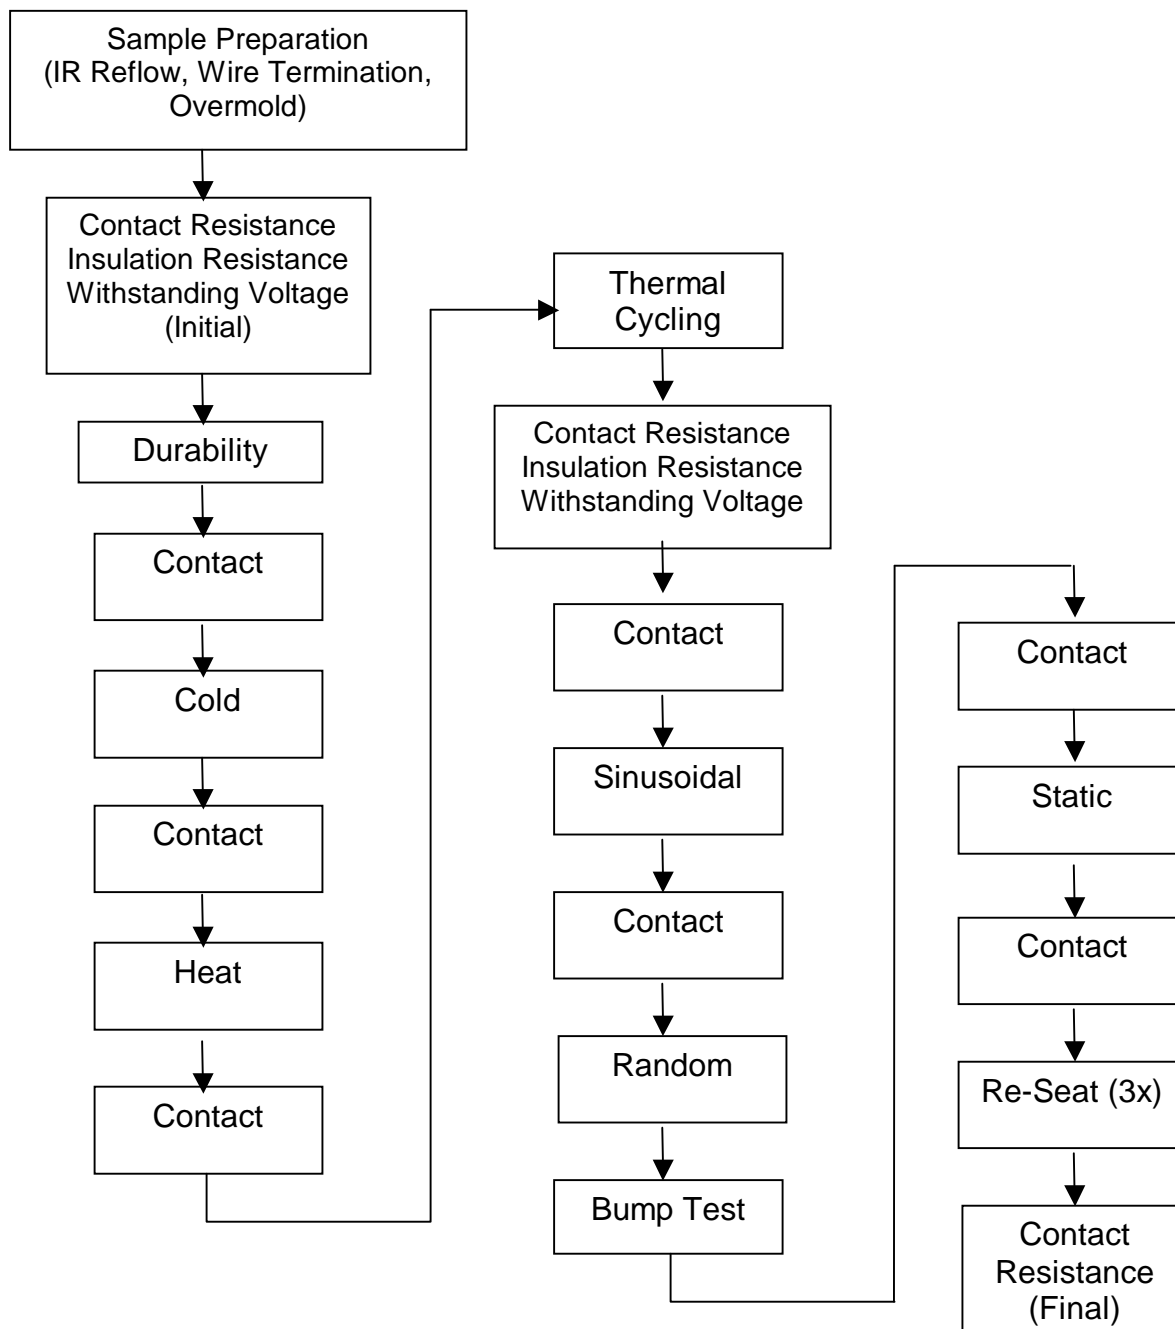 Sample Preparation
(IR Reflow, Wire Termination,
Overmold)
Contact Resistance
Insulation Resistance
Withstanding Voltage
(Initial)
Durability
Contact
Cold
Contact
Heat
Contact
Thermal
Cycling
Contact Resistance
Insulation Resistance
Withstanding Voltage
Contact
Sinusoidal
Contact
Random
Bump Test
Contact
Static
Contact
Re-Seat (3x)
Contact
Resistance
(Final)